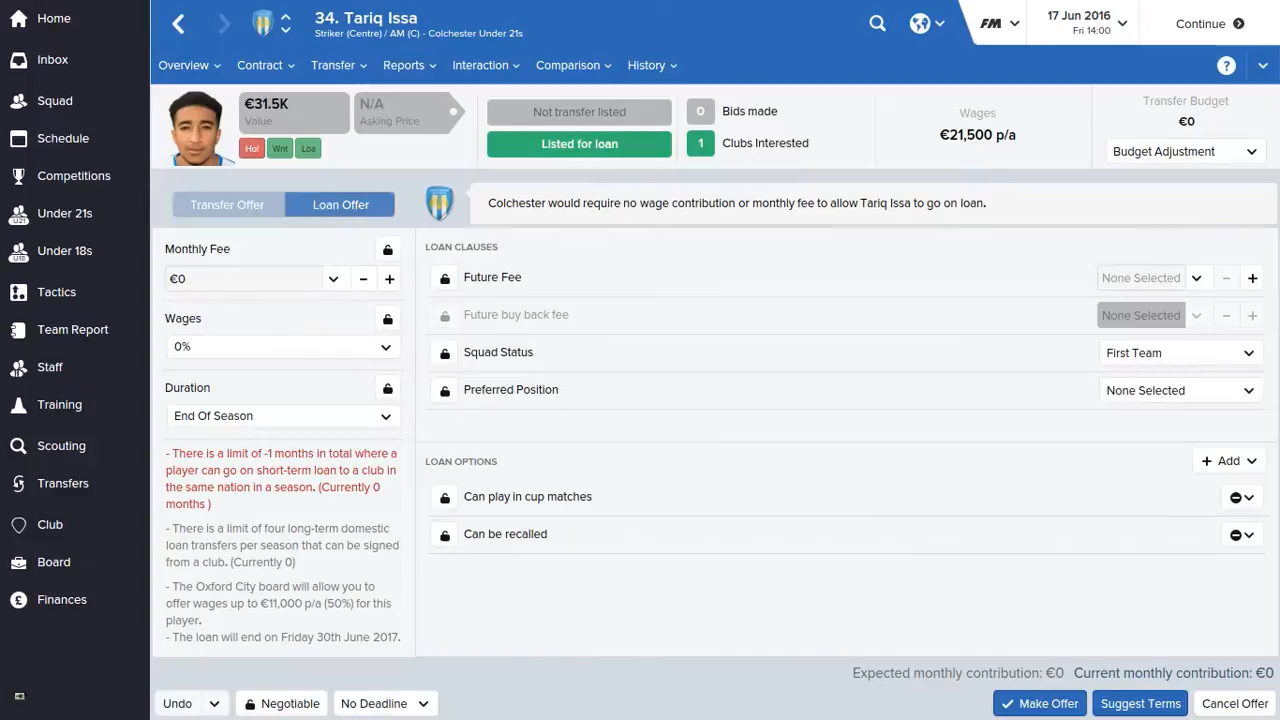 Home
Inbox
Squad
Schedule
Competitions
Under 21s
Under 18s
Tactics
Team Report
Staff
Training
Scouting
Transfers
Club
Board
Finances
34. Tariq Issa
Striker (Centre) / AM (C) - Colchester Under 21s
FM
17 Jun 2016
Fri 14:00
Continue
Overview
Contract
Transfer
Reports
Interaction
Comparison
History
?
€31.5K
Value
N/A
Asking Price
Hol
Wnt
Loa
Not transfer listed
Listed for loan
0 Bids made
1 Clubs Interested
Wages
€21,500 p/a
Transfer Budget
€0
Budget Adjustment
Transfer Offer
Loan Offer
Colchester would require no wage contribution or monthly fee to allow Tariq Issa to go on loan.
Monthly Fee
€0
Wages
0%
Duration
End Of Season
- There is a limit of -1 months in total where a
player can go on short-term loan to a club in
the same nation in a season. (Currently 0
months )
- There is a limit of four long-term domestic
loan transfers per season that can be signed
from a club. (Currently 0)
- The Oxford City board will allow you to
offer wages up to €11,000 p/a (50%) for this
player.
- The loan will end on Friday 30th June 2017.
LOAN CLAUSES
Future Fee
None Selected
Future buy back fee
None Selected
Squad Status
First Team
Preferred Position
None Selected
LOAN OPTIONS
+ Add
Can play in cup matches
Can be recalled
Expected monthly contribution: €0 Current monthly contribution: €0
Undo
Negotiable
No Deadline
Make Offer
Suggest Terms
Cancel Offer